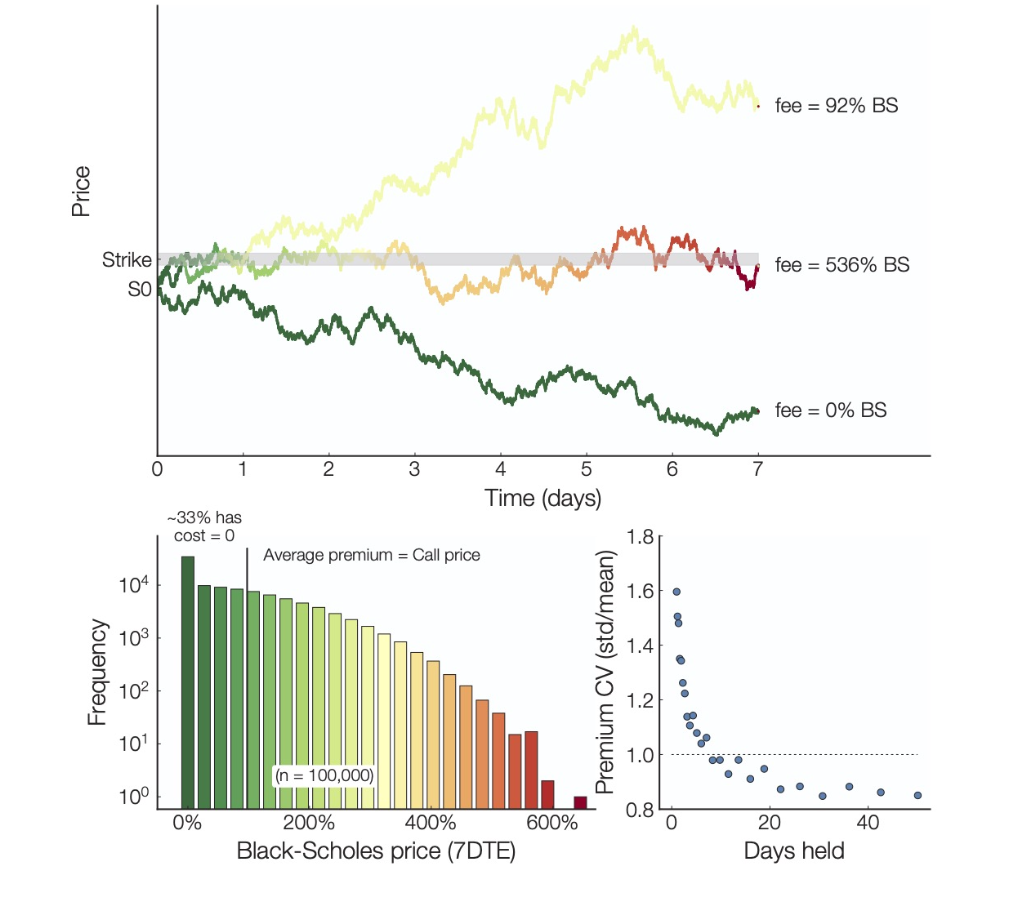 Price
Strike
S0
fee = 92% BS
fee = 536% BS
fee = 0% BS
0 1 2 3 4 5 6 7
Time (days)
~33% has
cost = 0
Average premium = Call price
Frequency
10⁴
10³
10²
10¹
10⁰
(n = 100,000)
0% 200% 400% 600%
Black-Scholes price (7DTE)
Premium CV (std/mean)
1.8
1.6
1.4
1.2
1.0
0.8
0 20 40
Days held